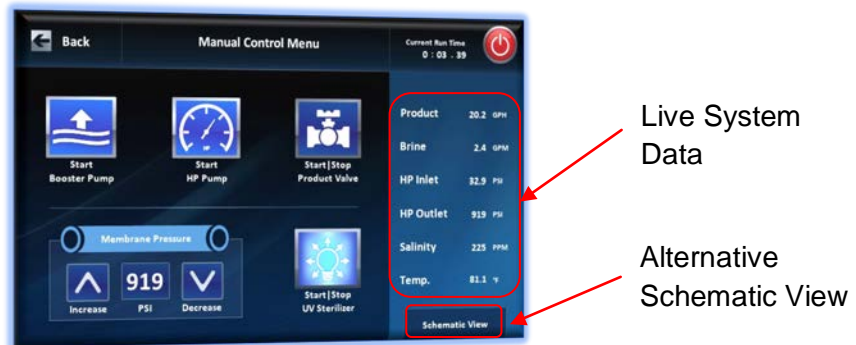 Back
Manual Control Menu
Current Run Time
0 : 03 . 39
Start
Booster Pump
HP
Start
HP Pump
Start|Stop
Product Valve
Product 20.2 GPH
Brine 2.4 GPM
HP Inlet 32.9 PSI
HP Outlet 919 PSI
Salinity 225 PPM
Temp. 81.1 °F
Membrane Pressure
919
Increase PSI Decrease
Start|Stop
UV Sterilizer
Schematic View
Live System
Data
Alternative
Schematic View